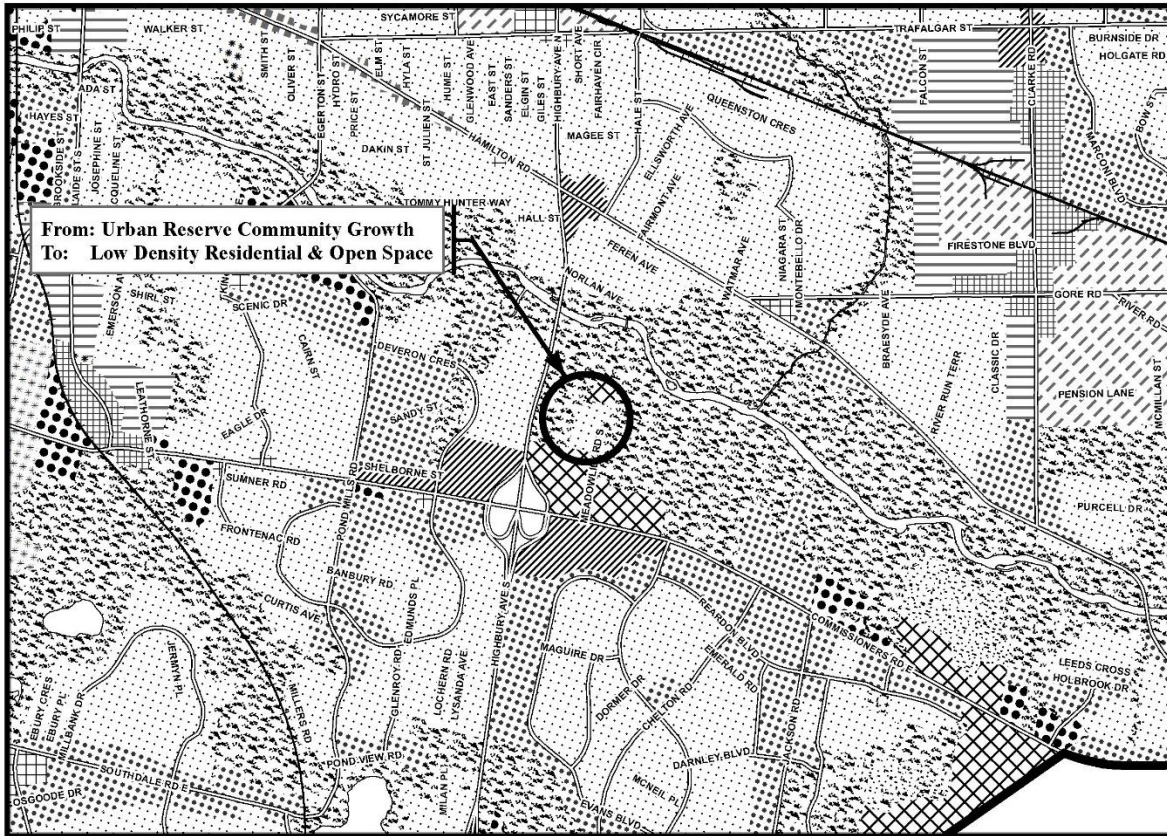 PHILIP ST
WALKER ST
SYCAMORE ST
TRAFALGAR ST
BURNSIDE DR
HOLGATE RD
SMITH ST
OLIVER ST
EGERTON ST
HYDRO ST
PRICE ST
ELM ST
HYLA ST
HUME ST
GLENWOOD AVE
EAST ST
SANDERS ST
ELGIN ST
GILES ST
HIGHBURY AVE N
SHORT AVE
FAIRHAVEN CIR
HALE ST
FALCON ST
CLARKE RD
BOW ST
MARCONI BLVD
ADA ST
HAYES ST
BROOKSIDE ST
LAIDE ST S
JOSEPHINE ST
ACQUELINE ST
DAKIN ST
ST JULIEN ST
HAMILTON RD
MAGEE ST
QUEENSTON CRES
ELLSWORTH AVE
TOMMY HUNTER WAY
HALL ST
FAIRMONT AVE
FEREN AVE
WATMAR AVE
NIAGARA ST
MONTEBELLO DR
FIRESTONE BLVD
From: Urban Reserve Community Growth
To: Low Density Residential & Open Space
NORLAN AVE
BRAESYDE AVE
GORE RD
RIVER RD
EMERSON AV
SHIRL ST
SCENIC DR
CAIRN ST
DEVERON CRES
SANDY ST
EAGLE DR
LEATHORNE ST
RIVER RUN TERR
CLASSIC DR
PENSION LANE
MCMILLAN ST
SUMNER RD
SHELBORNE ST
POND MILLS RD
FRONTENAC RD
BANBURY RD
PURCELL DR
CURTIS AVE
EDMUNDS PL
GLENROY RD
LOCHERN RD
LYSANDA AVE
HIGHBURY AVE S
MAGUIRE DR
REARDON BLVD
EMERALD RD
COMMISSIONERS RD E
LEEDS CROSS
HOLBROOK DR
EBURY CRES
EBURY PL
MILLBANK DR
JERMYN PL
MILLERS RD
DORMER DR
CHELTON RD
JACKSON RD
POND VIEW RD
MILAN PL
DARNLEY BLVD
MCNEIL PL
EVANS BLVD
SOUTHDALE RD E
OSGOODE DR